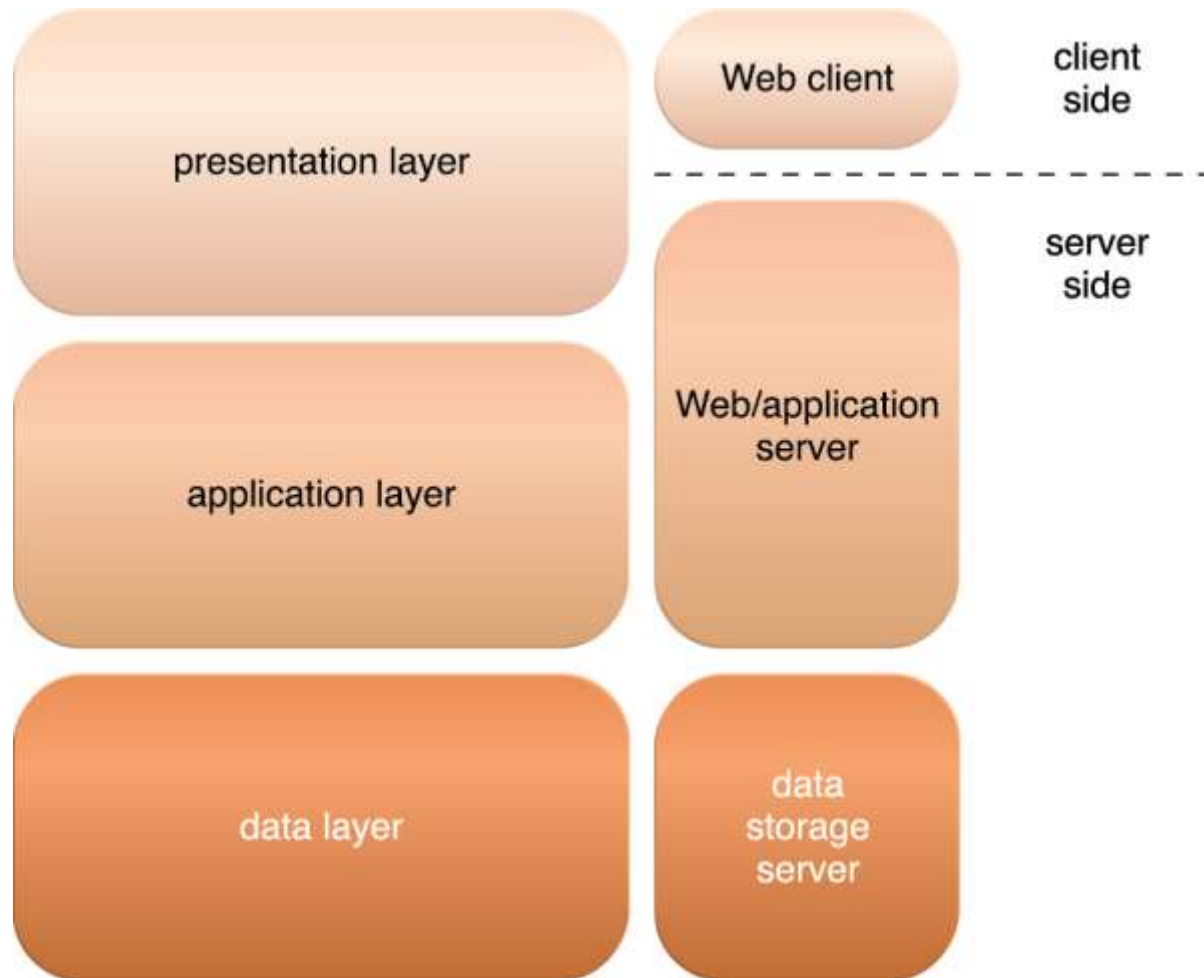 presentation layer
Web client
client
side
server
side
application layer
Web/application
server
data layer
data
storage
server